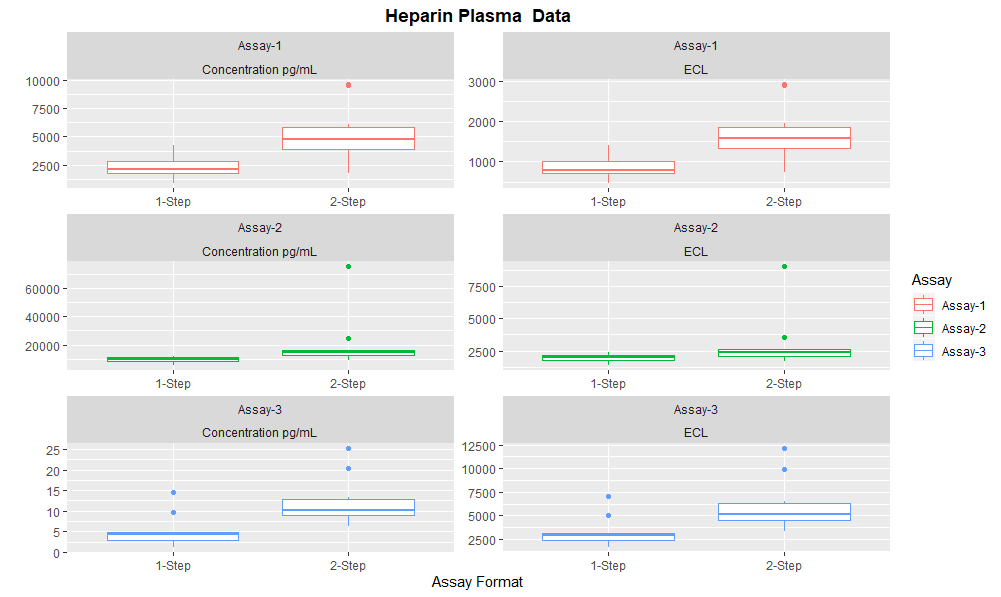 Heparin Plasma  Data
Assay-1
Concentration pg/mL
10000
7500
5000
2500
1-Step 2-Step
Assay-1
ECL
3000
2000
1000
1-Step 2-Step
Assay-2
Concentration pg/mL
60000
40000
20000
1-Step 2-Step
Assay-2
ECL
7500
5000
2500
1-Step 2-Step
Assay-3
Concentration pg/mL
25
20
15
10
5
0
1-Step 2-Step
Assay-3
ECL
12500
10000
7500
5000
2500
1-Step 2-Step
Assay Format
Assay
Assay-1
Assay-2
Assay-3